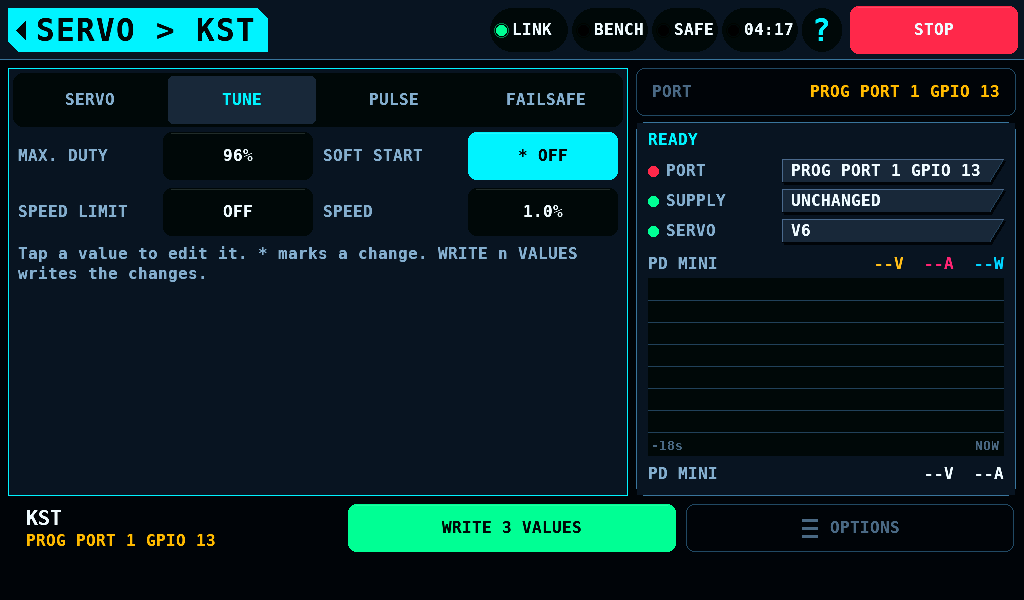 SERVO > KST
LINK
BENCH
SAFE
04:17
?
STOP
SERVO
TUNE
PULSE
FAILSAFE
MAX. DUTY
96%
SOFT START
* OFF
SPEED LIMIT
OFF
SPEED
1.0%
Tap a value to edit it. * marks a change. WRITE n VALUES
writes the changes.
PORT
PROG PORT 1 GPIO 13
READY
PORT
PROG PORT 1 GPIO 13
SUPPLY
UNCHANGED
SERVO
V6
PD MINI
--V
--A
--W
-18s
NOW
PD MINI
--V
--A
KST
PROG PORT 1 GPIO 13
WRITE 3 VALUES
OPTIONS